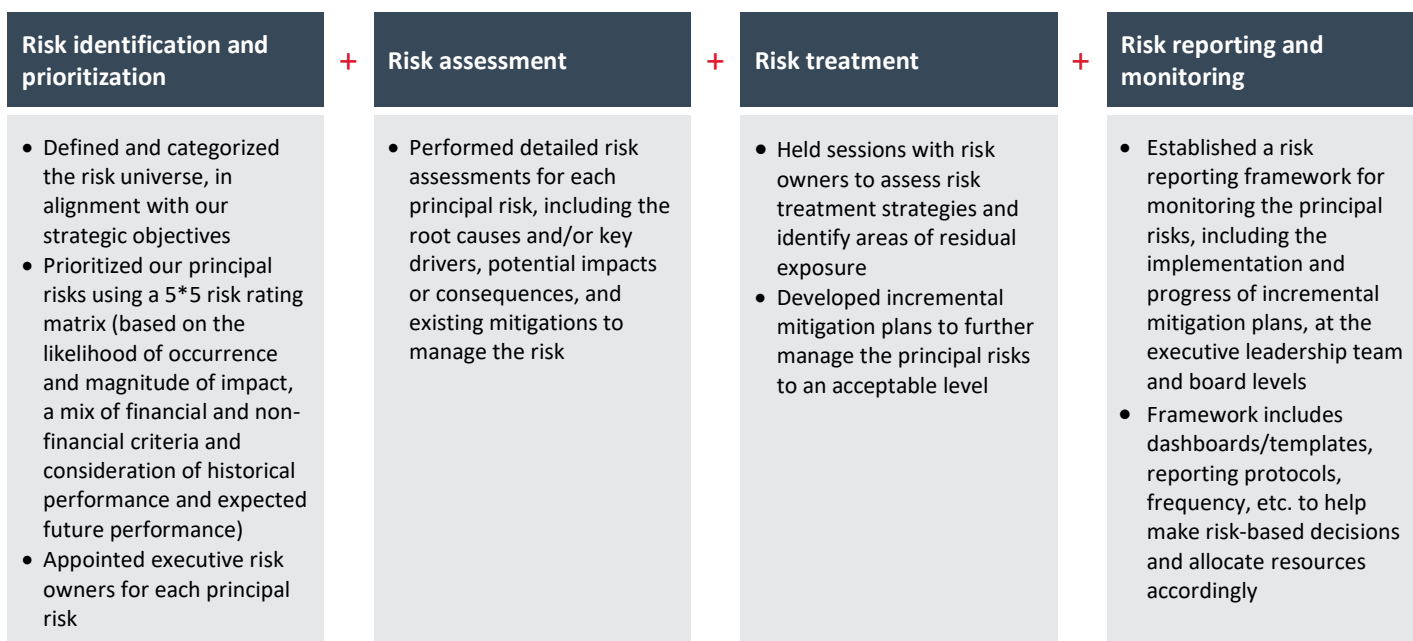 Risk identification and
prioritization
+
Risk assessment
+
Risk treatment
+
Risk reporting and
monitoring
• Defined and categorized
the risk universe, in
alignment with our
strategic objectives
• Prioritized our principal
risks using a 5*5 risk rating
matrix (based on the
likelihood of occurrence
and magnitude of impact,
a mix of financial and non-
financial criteria and
consideration of historical
performance and expected
future performance)
• Appointed executive risk
owners for each principal
risk
• Performed detailed risk
assessments for each
principal risk, including the
root causes and/or key
drivers, potential impacts
or consequences, and
existing mitigations to
manage the risk
• Held sessions with risk
owners to assess risk
treatment strategies and
identify areas of residual
exposure
• Developed incremental
mitigation plans to further
manage the principal risks
to an acceptable level
• Established a risk
reporting framework for
monitoring the principal
risks, including the
implementation and
progress of incremental
mitigation plans, at the
executive leadership team
and board levels
• Framework includes
dashboards/templates,
reporting protocols,
frequency, etc. to help
make risk-based decisions
and allocate resources
accordingly